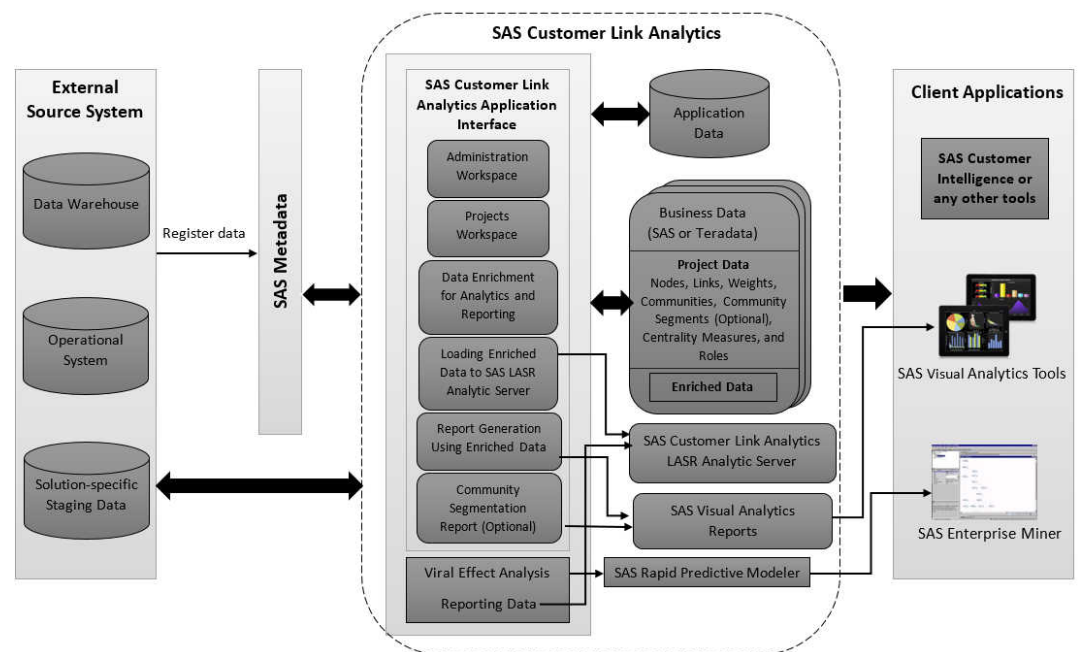 SAS Customer Link Analytics
External
Source System
Data Warehouse
Operational
System
Solution-specific
Staging Data
Register data
SAS Metadata
SAS Customer Link
Analytics Application
Interface
Administration
Workspace
Projects
Workspace
Data Enrichment
for Analytics and
Reporting
Loading Enriched
Data to SAS LASR
Analytic Server
Report Generation
Using Enriched Data
Community
Segmentation
Report (Optional)
Viral Effect Analysis
Reporting Data
Application
Data
Business Data
(SAS or Teradata)
Project Data
Nodes, Links, Weights,
Communities, Community
Segments (Optional),
Centrality Measures, and
Roles
Enriched Data
SAS Customer Link Analytics
LASR Analytic Server
SAS Visual Analytics
Reports
SAS Rapid Predictive Modeler
Client Applications
SAS Customer
Intelligence or
any other tools
SAS Visual Analytics Tools
SAS Enterprise Miner